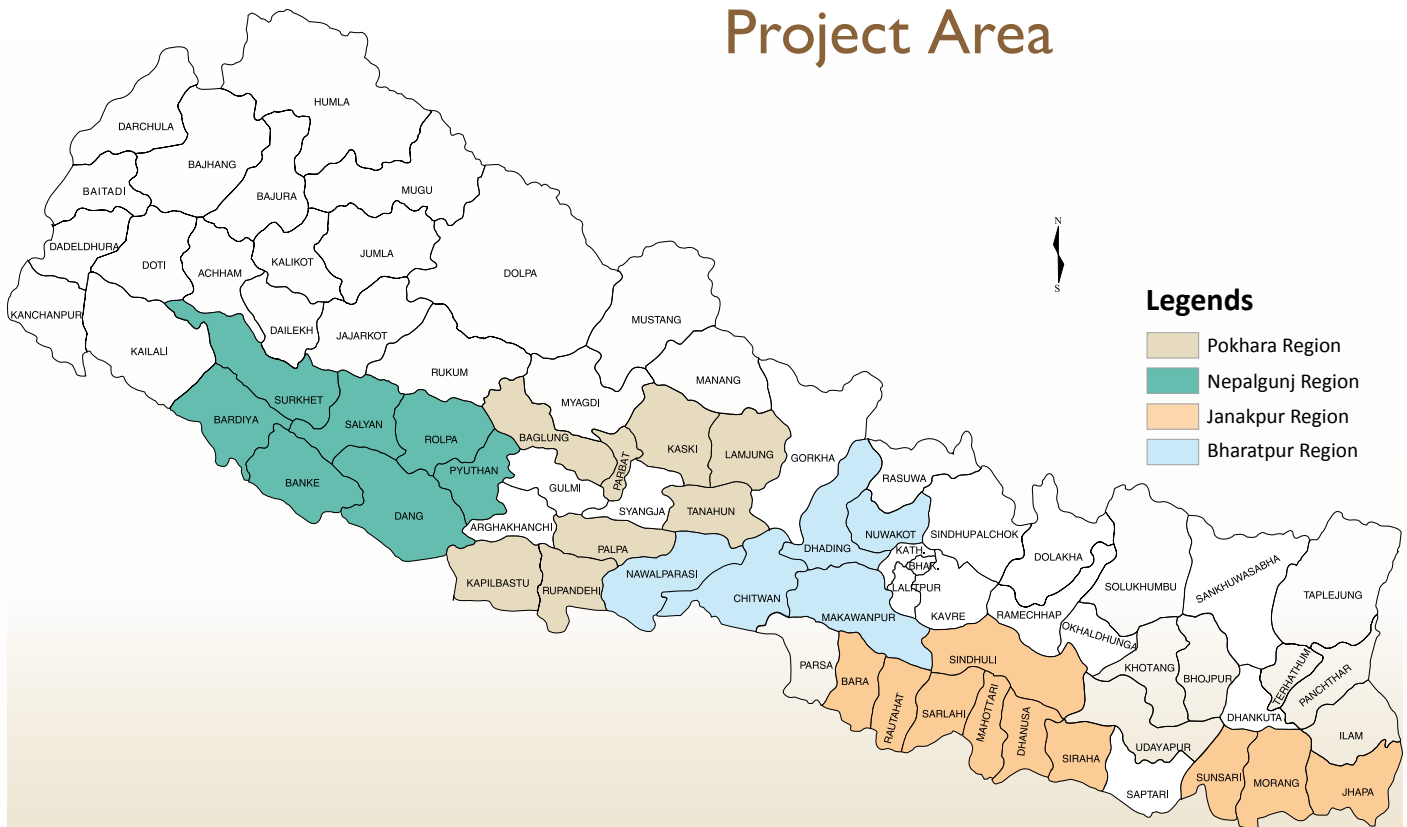 Project Area
HUMLA
DARCHULA
BAJHANG
BAITADI
BAJURA
MUGU
DADELDHURA
DOTI
ACHHAM
KALIKOT
JUMLA
DOLPA
N
S
KANCHANPUR
KAILALI
DAILEKH
JAJARKOT
MUSTANG
RUKUM
MANANG
MYAGDI
Legends
Pokhara Region
Nepalgunj Region
Janakpur Region
Bharatpur Region
SURKHET
BARDIYA
SALYAN
ROLPA
BAGLUNG
PARBAT
KASKI
LAMJUNG
GORKHA
PYUTHAN
BANKE
GULMI
RASUWA
DANG
SYANGJA
TANAHUN
ARGHAKHANCHI
NUWAKOT
SINDHUPALCHOK
PALPA
DHADING
KATH.
BHAK.
DOLAKHA
NAWALPARASI
KAPILBASTU
RUPANDEHI
CHITWAN
LALITPUR
SOLUKHUMBU
SANKHUWASABHA
TAPLEJUNG
MAKAWANPUR
KAVRE
RAMECHHAP
OKHALDHUNGA
PARSA
BARA
SINDHULI
KHOTANG
BHOJPUR
TERHATHUM
PANCHTHAR
RAUTAHAT
SARLAHI
MAHOTTARI
DHANUSA
DHANKUTA
ILAM
UDAYAPUR
SIRAHA
SAPTARI
SUNSARI
MORANG
JHAPA